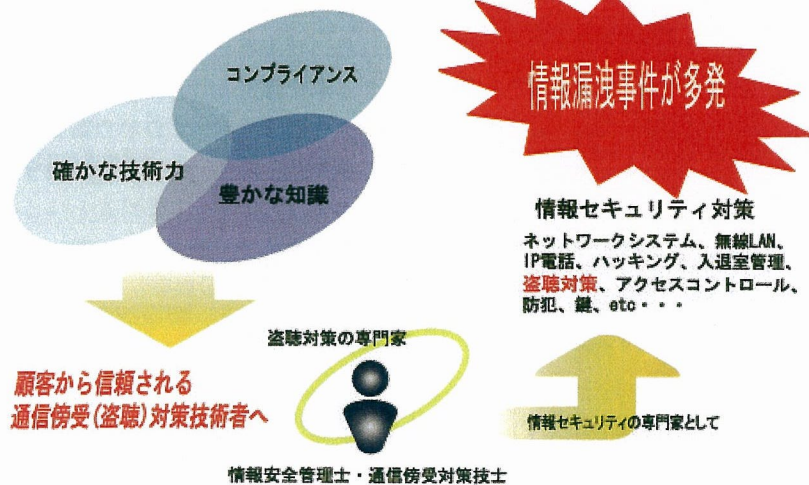 コンプライアンス
確かな技術力
豊かな知識
情報漏洩事件が多発
情報セキュリティ対策
ネットワークシステム、無線LAN、
IP電話、ハッキング、入退室管理、
盗聴対策、アクセスコントロール、
防犯、鍵、etc・・・
顧客から信頼される
通信傍受(盗聴)対策技術者へ
盗聴対策の専門家
情報セキュリティの専門家として
情報安全管理士・通信傍受対策技士